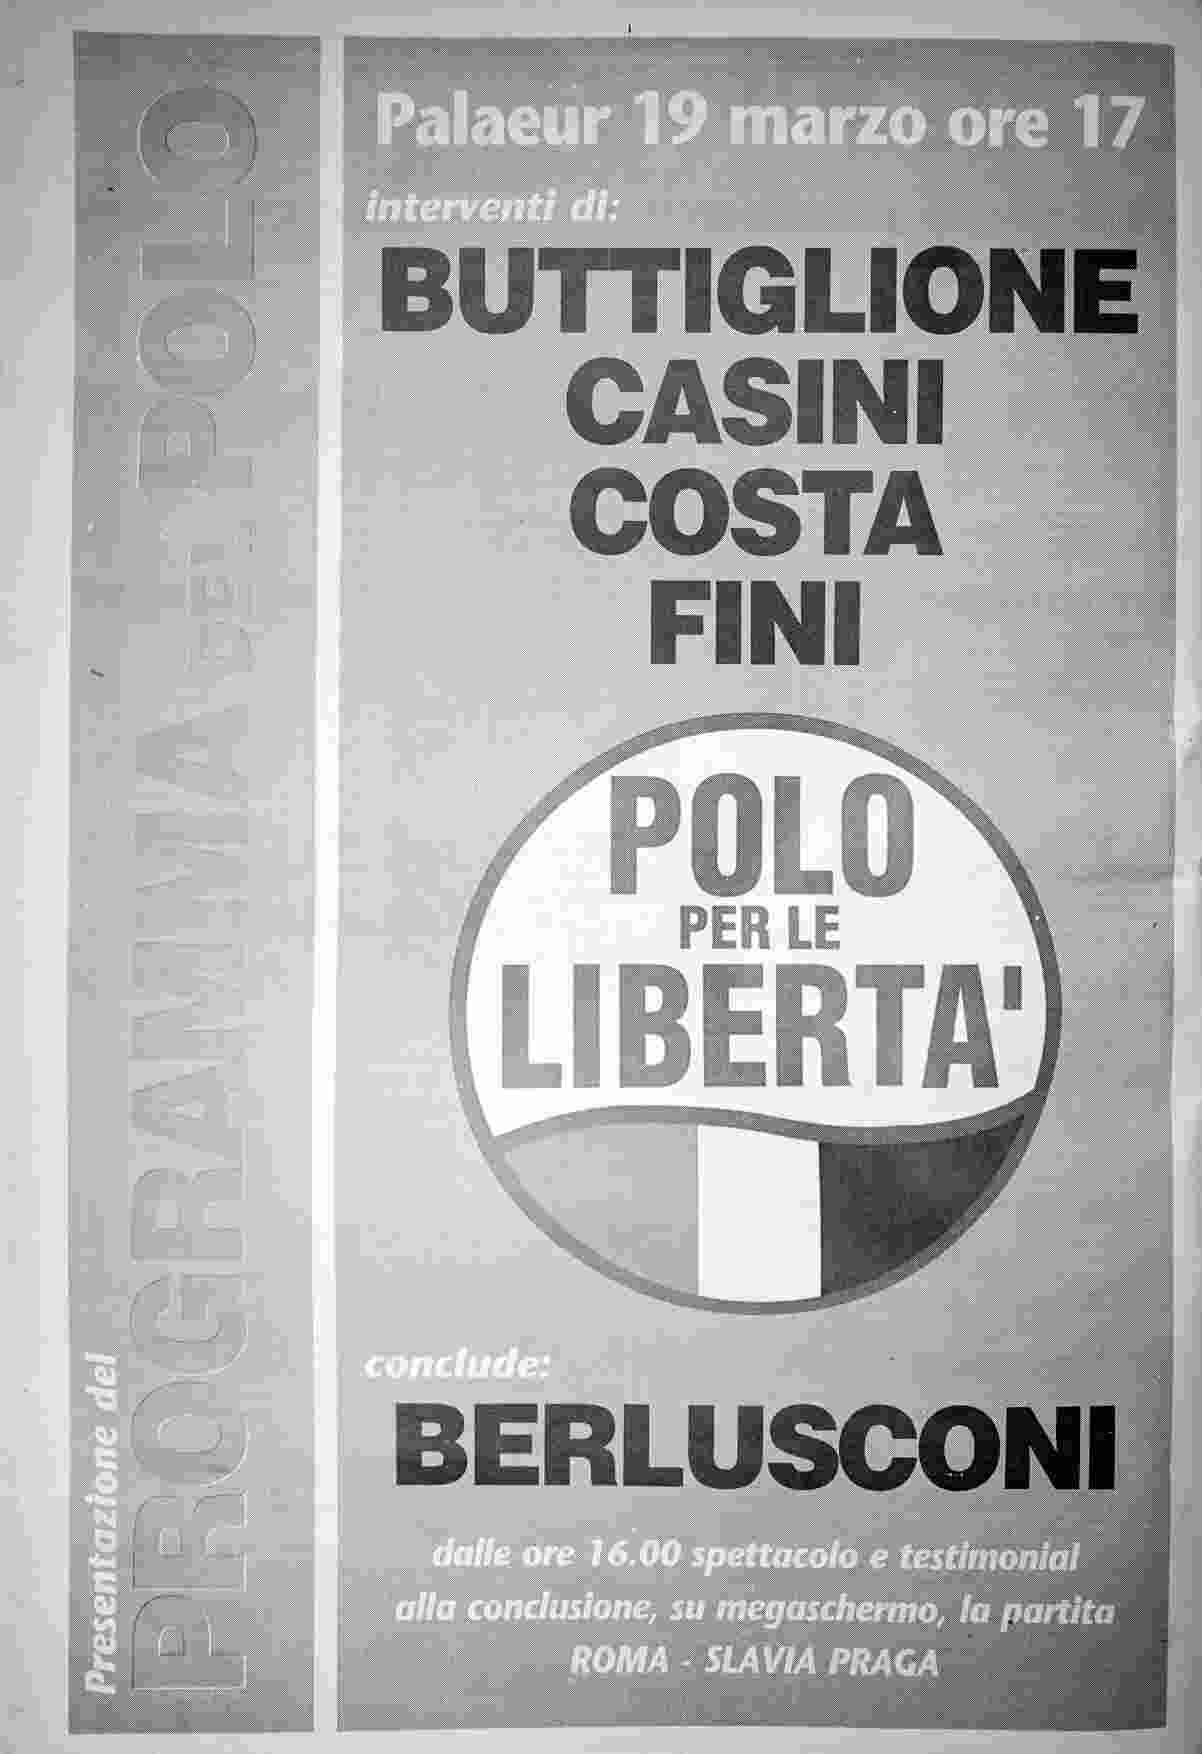 Presentazione del
PROGRAMMA DEL POLO
Palaeur 19 marzo ore 17
interventi di:
BUTTIGLIONE
CASINI
COSTA
FINI
POLO
PER LE
LIBERTA'
conclude:
BERLUSCONI
dalle ore 16.00 spettacolo e testimonial
alla conclusione, su megaschermo, la partita
ROMA - SLAVIA PRAGA